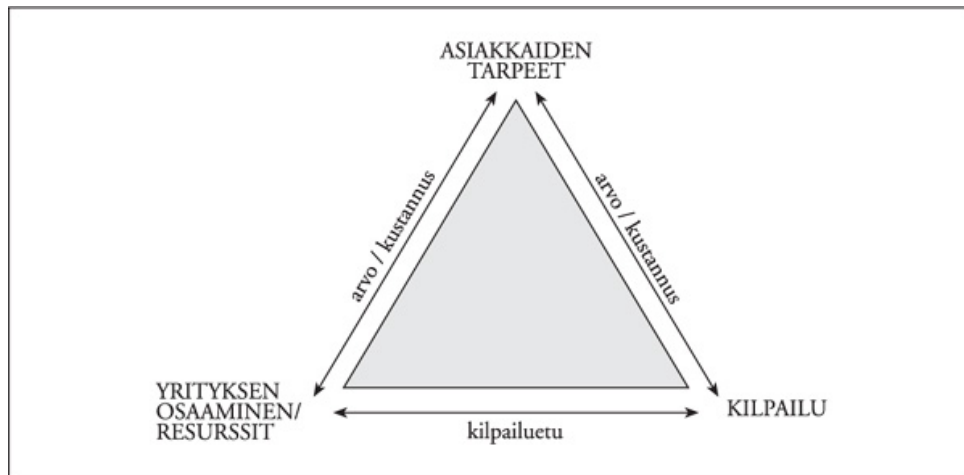 ASIAKKAIDEN
TARPEET
arvo / kustannus
arvo / kustannus
YRITYKSEN
OSAAMINEN/
RESURSSIT
kilpailuetu
KILPAILU